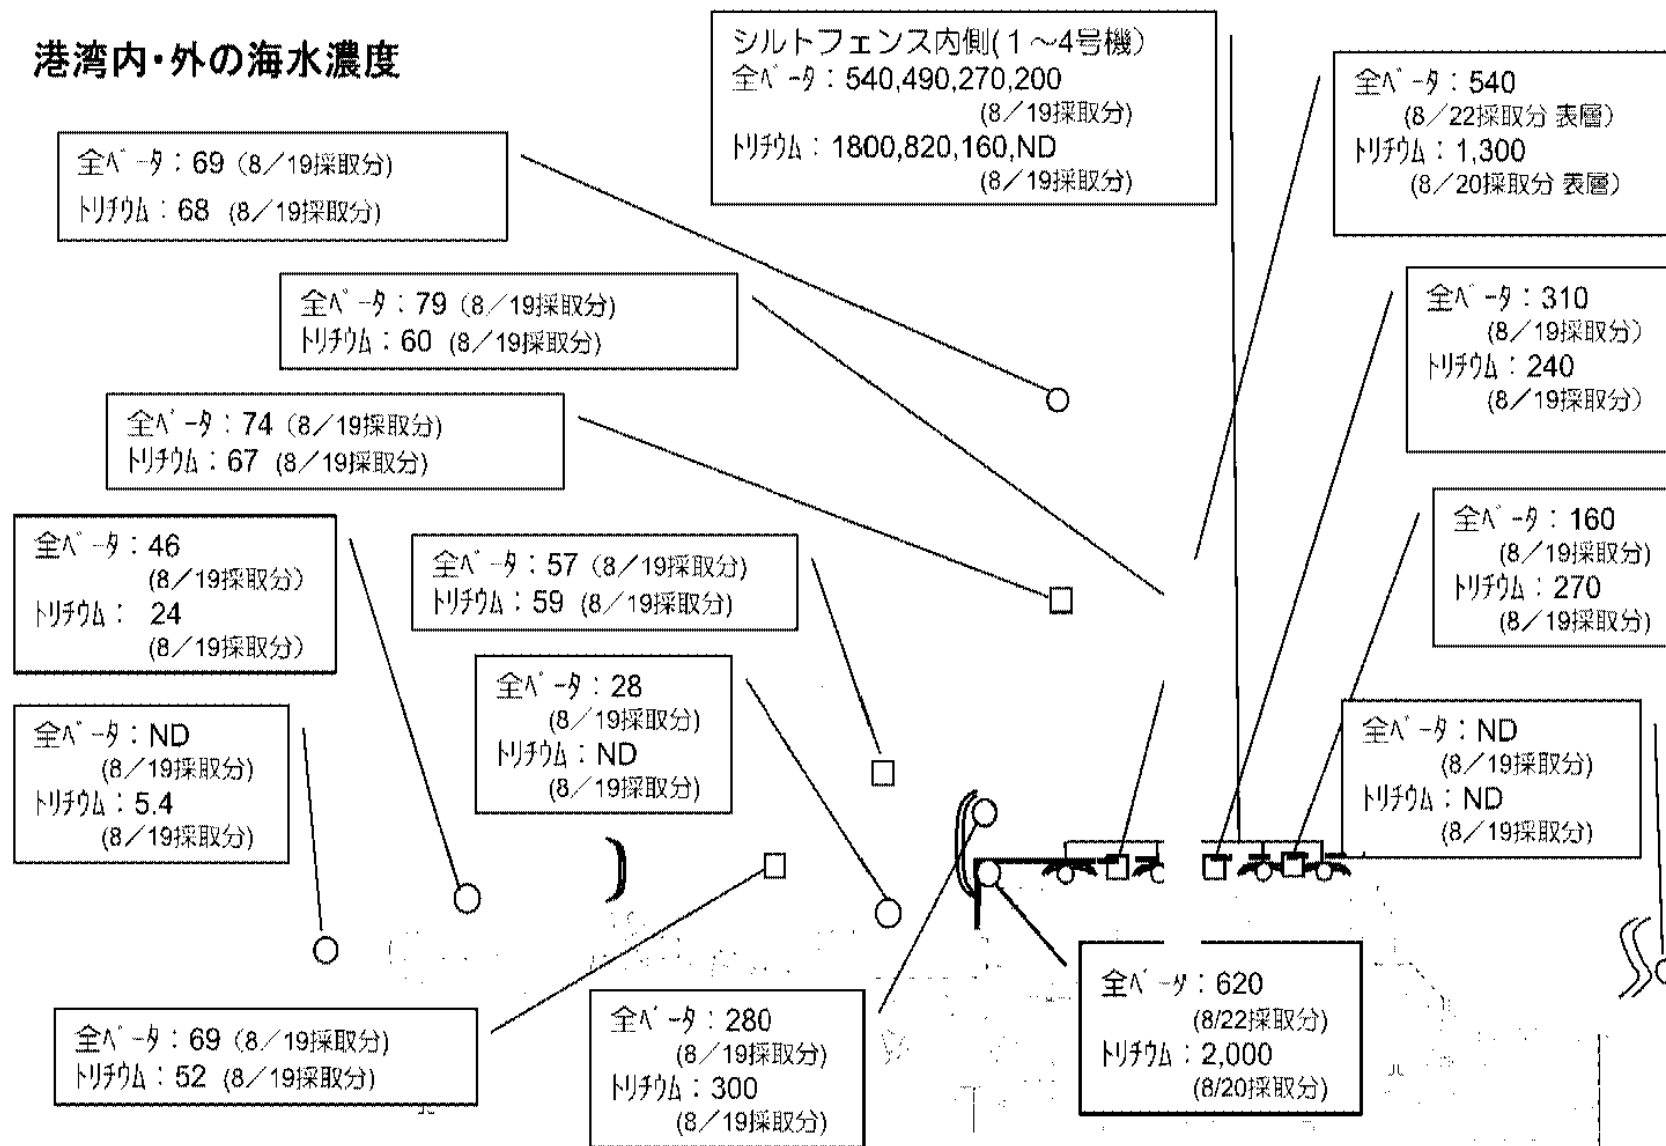 港湾内・外の海水濃度
シルトフェンス内側(1～4号機)
全ﾍﾞｰﾀ：540,490,270,200
(8／19採取分)
ﾄﾘﾁｳﾑ：1800,820,160,ND
(8／19採取分)
全ﾍﾞｰﾀ：540
(8／22採取分 表層)
ﾄﾘﾁｳﾑ：1,300
(8／20採取分 表層)
全ﾍﾞｰﾀ：69 (8／19採取分)
ﾄﾘﾁｳﾑ：68 (8／19採取分)
全ﾍﾞｰﾀ：79 (8／19採取分)
ﾄﾘﾁｳﾑ：60 (8／19採取分)
全ﾍﾞｰﾀ：310
(8／19採取分)
ﾄﾘﾁｳﾑ：240
(8／19採取分)
全ﾍﾞｰﾀ：74 (8／19採取分)
ﾄﾘﾁｳﾑ：67 (8／19採取分)
全ﾍﾞｰﾀ：160
(8／19採取分)
ﾄﾘﾁｳﾑ：270
(8／19採取分)
全ﾍﾞｰﾀ：46
(8／19採取分)
ﾄﾘﾁｳﾑ： 24
(8／19採取分)
全ﾍﾞｰﾀ：57 (8／19採取分)
ﾄﾘﾁｳﾑ：59 (8／19採取分)
全ﾍﾞｰﾀ：28
(8／19採取分)
ﾄﾘﾁｳﾑ：ND
(8／19採取分)
全ﾍﾞｰﾀ：ND
(8／19採取分)
ﾄﾘﾁｳﾑ：5.4
(8／19採取分)
全ﾍﾞｰﾀ：ND
(8／19採取分)
ﾄﾘﾁｳﾑ：ND
(8／19採取分)
全ﾍﾞｰﾀ：69 (8／19採取分)
ﾄﾘﾁｳﾑ：52 (8／19採取分)
全ﾍﾞｰﾀ：280
(8／19採取分)
ﾄﾘﾁｳﾑ：300
(8／19採取分)
全ﾍﾞｰﾀ：620
(8/22採取分)
ﾄﾘﾁｳﾑ：2,000
(8/20採取分)